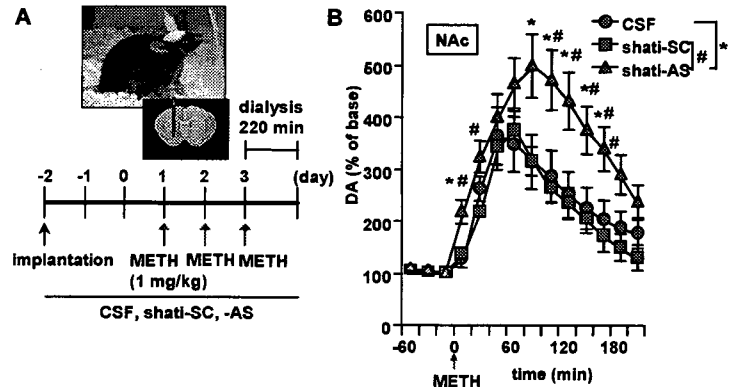 A
dialysis
220 min
-2 -1 0 1 2 3 (day)
implantation METH METH METH
(1 mg/kg)
CSF, shati-SC, -AS
B
NAc
CSF
shati-SC
shati-AS
#
*
DA (% of base)
600
500
400
300
200
100
0
*#
#
*
*#
*#
*#
*#
#
-60 0 60 120 180
METH
time (min)